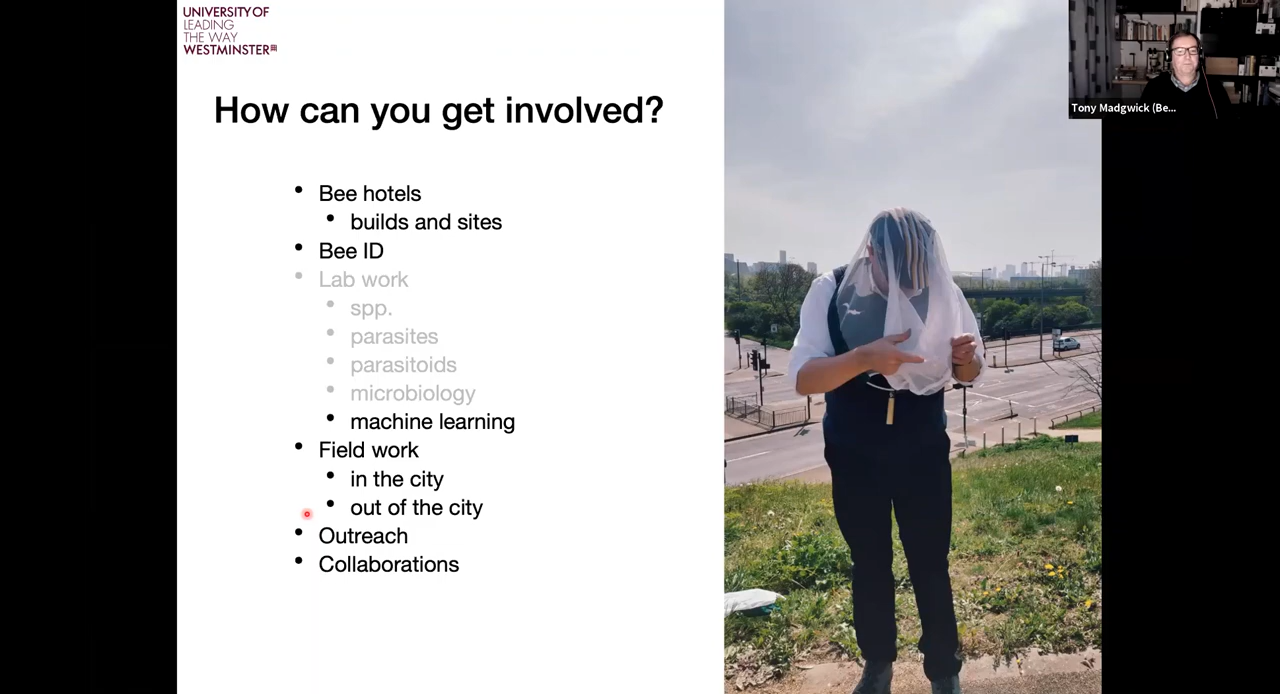 UNIVERSITY OF
LEADING
THE WAY
WESTMINSTER
How can you get involved?
• Bee hotels
• builds and sites
• Bee ID
• Lab work
• spp.
• parasites
• parasitoids
• microbiology
• machine learning
• Field work
• in the city
• out of the city
• Outreach
• Collaborations
Tony Madgwick (Be...